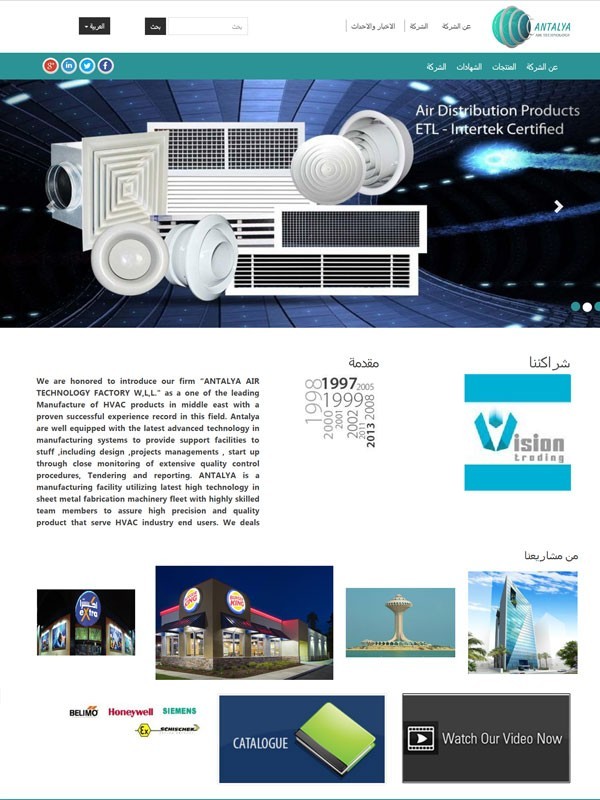 ANTALYA
AIR TECHNOLOGY
عن الشركة
الشركة
الاخبار والاحداث
بحث
بحث
العربية
عن الشركة
المنتجات
الشهادات
الشركة
Air Distribution Products
ETL - Intertek Certified
شراكتنا
Vision
trading
مقدمة
1998
1997
2005
1999
2000
2001
2002
2011
2008
2013
We are honored to introduce our firm "ANTALYA AIR
TECHNOLOGY FACTORY W,L,L." as a one of the leading
Manufacture of HVAC products in middle east with a
proven successful experience record in this field. Antalya
are well equipped with the latest advanced technology in
manufacturing systems to provide support facilities to
stuff ,including design ,projects managements , start up
through close monitoring of extensive quality control
procedures, Tendering and reporting. ANTALYA is a
manufacturing facility utilizing latest high technology in
sheet metal fabrication machinery fleet with highly skilled
team members to assure high precision and quality
product that serve HVAC industry end users. We deals
من مشاريعنا
اكسترا
eXtra
BURGER
KING
BURGER
KING
BELIMO
Honeywell
SIEMENS
Ex
SCHISCHEK
CATALOGUE
Watch Our Video Now